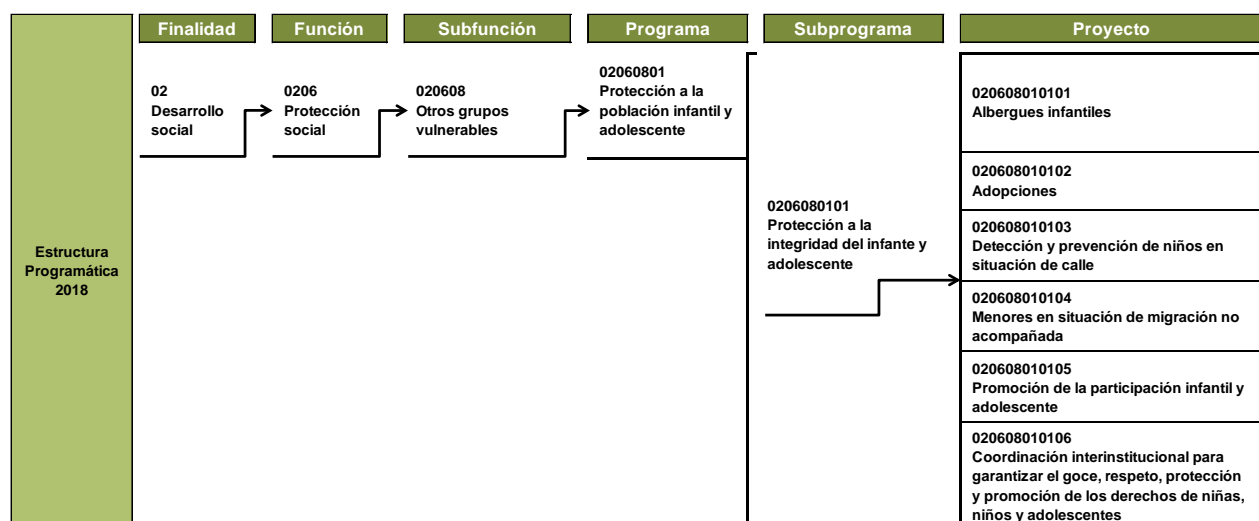 Finalidad
Función
Subfunción
Programa
Subprograma
Proyecto
Estructura
Programática
2018
02
Desarrollo
social
0206
Protección
social
020608
Otros grupos
vulnerables
02060801
Protección a la
población infantil y
adolescente
0206080101
Protección a la
integridad del infante y
adolescente
020608010101
Albergues infantiles
020608010102
Adopciones
020608010103
Detección y prevención de niños en
situación de calle
020608010104
Menores en situación de migración no
acompañada
020608010105
Promoción de la participación infantil y
adolescente
020608010106
Coordinación interinstitucional para
garantizar el goce, respeto, protección
y promoción de los derechos de niñas,
niños y adolescentes